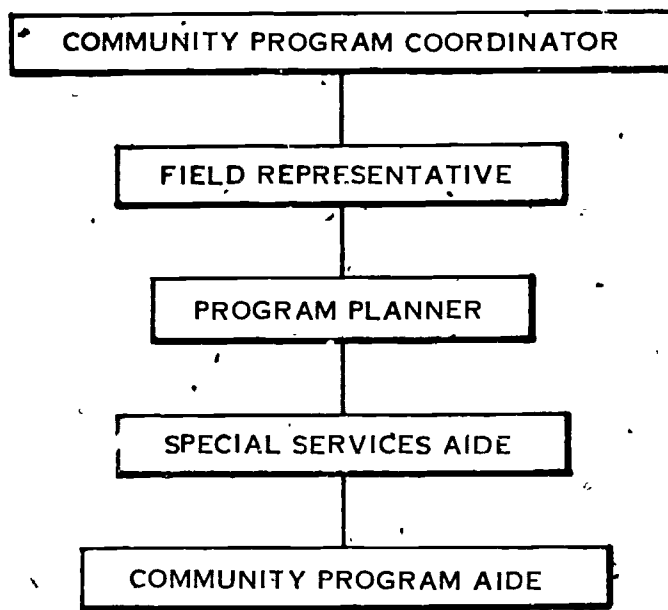 COMMUNITY PROGRAM COORDINATOR
FIELD REPRESENTATIVE
PROGRAM PLANNER
SPECIAL SERVICES AIDE
COMMUNITY PROGRAM AIDE